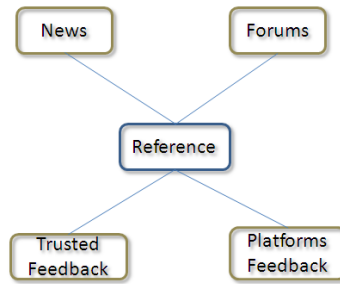 News
Forums
Reference
Trusted
Feedback
Platforms
Feedback